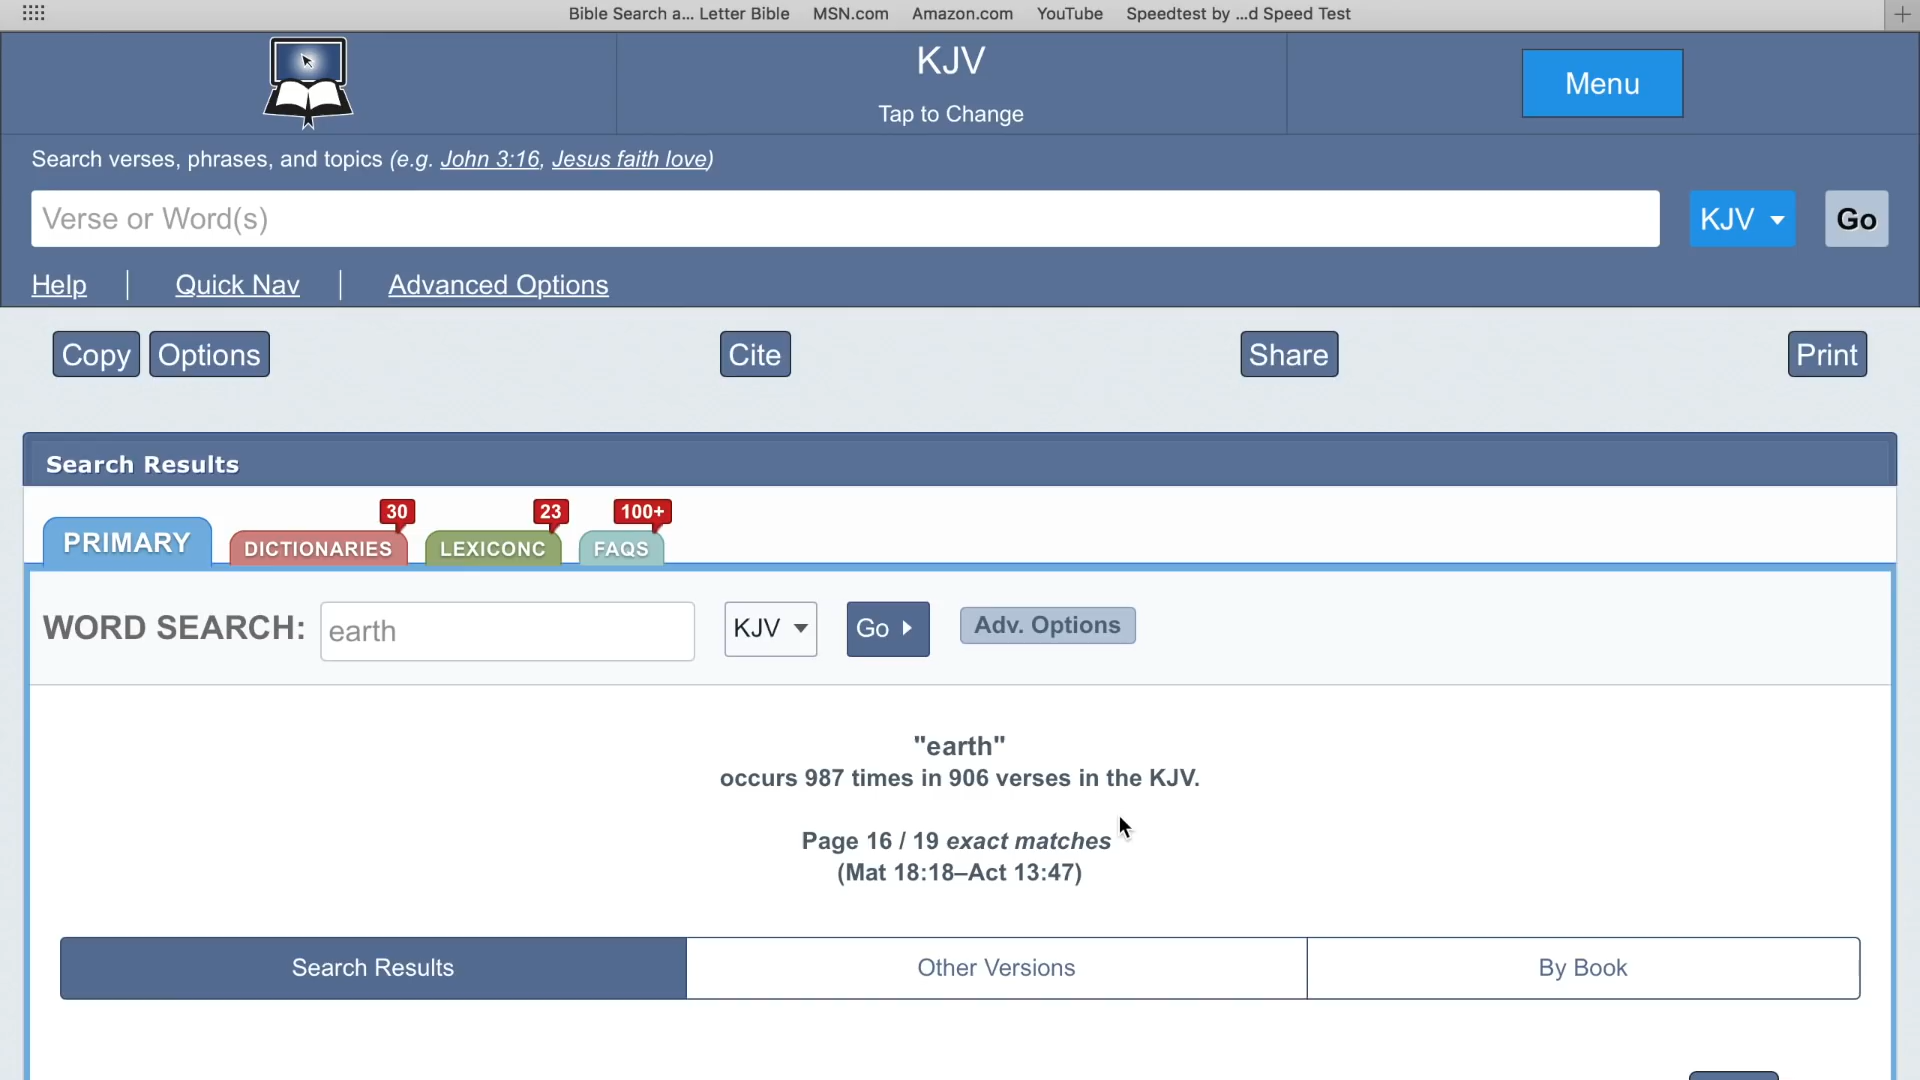 Bible Search a... Letter Bible MSN.com Amazon.com YouTube Speedtest by ...d Speed Test
KJV
Tap to Change
Menu
Search verses, phrases, and topics (e.g. John 3:16, Jesus faith love)
Verse or Word(s)
KJV
Go
Help | Quick Nav | Advanced Options
Copy Options Cite Share Print
Search Results
30 23 100+
PRIMARY DICTIONARIES LEXICONC FAQS
WORD SEARCH: earth KJV Go Adv. Options
"earth"
occurs 987 times in 906 verses in the KJV.
Page 16 / 19 exact matches
(Mat 18:18–Act 13:47)
Search Results Other Versions By Book